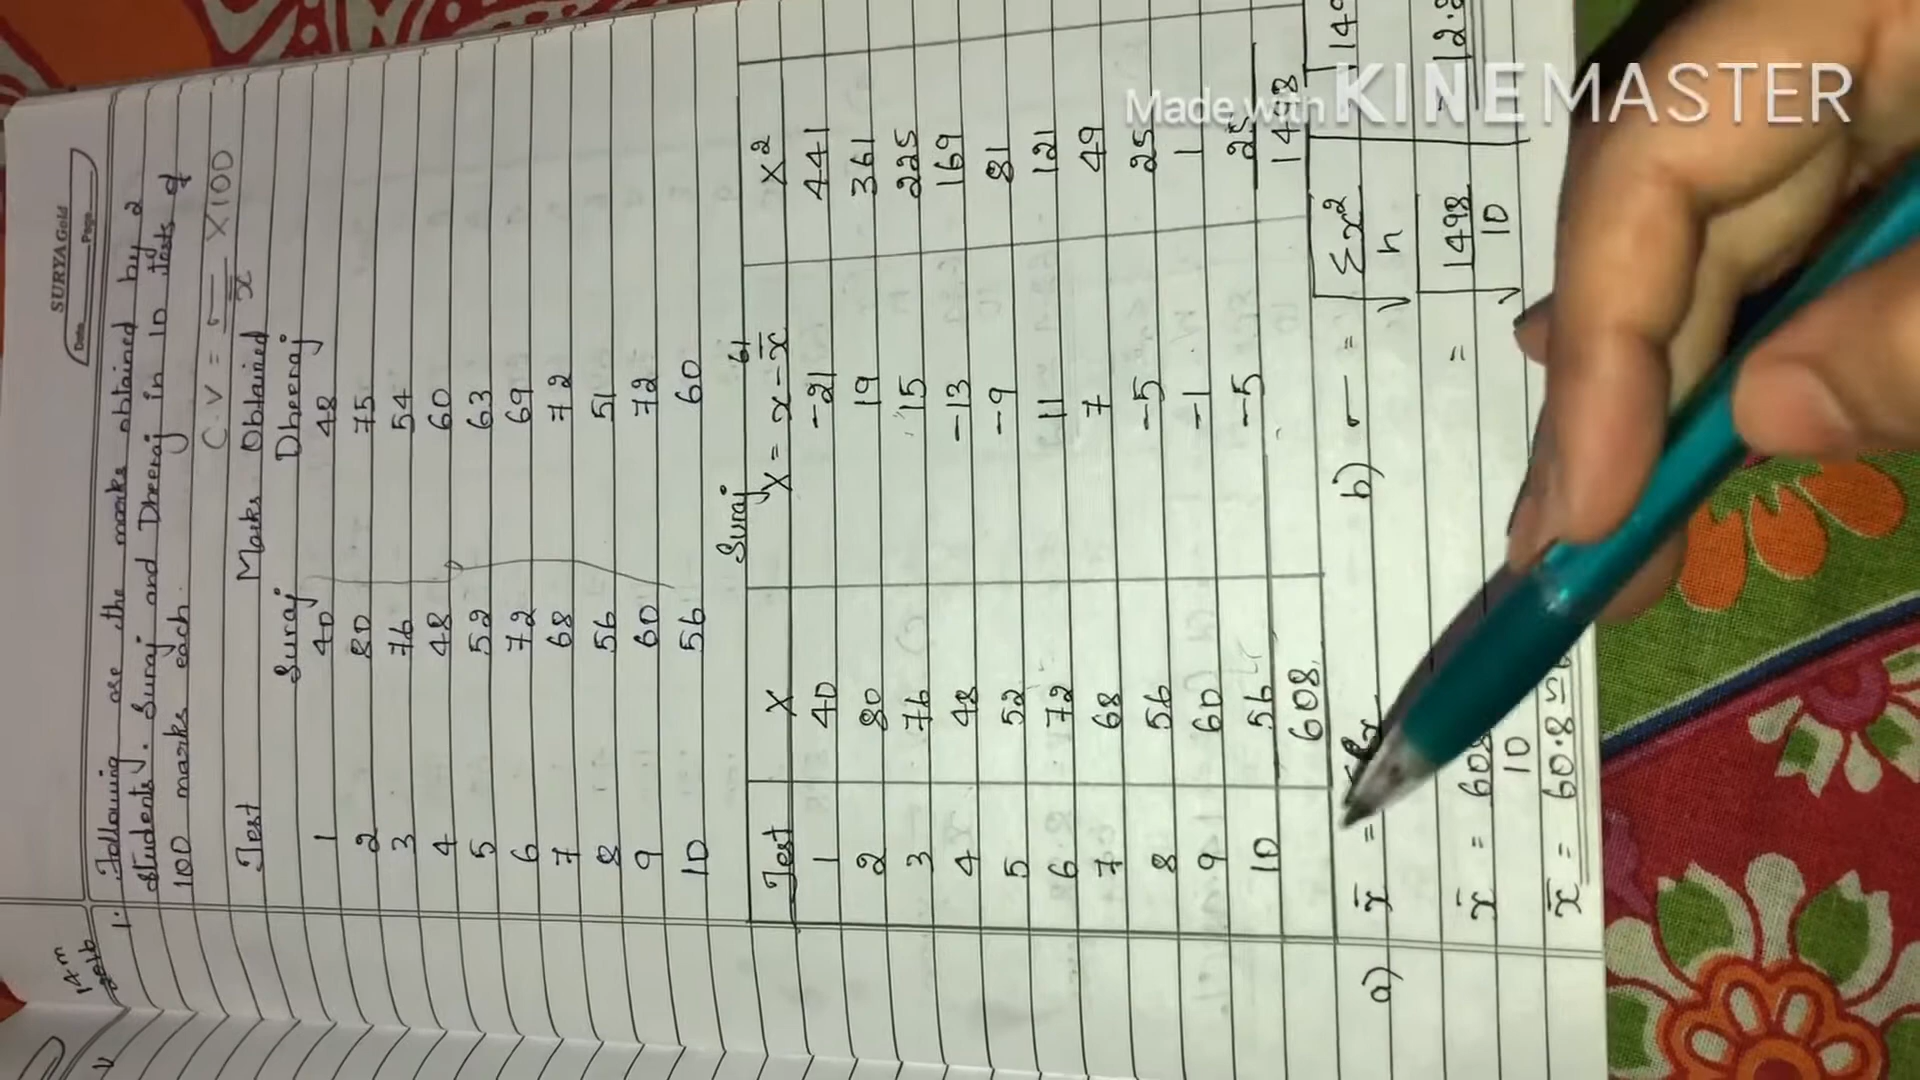 SURYA Gold
Date Page
14m
1. Following are the marks obtained by 2
students. Suraj and Dheeraj in 10 tests of
100 marks each.
C.V = σ/x̄ X100
Test Marks Obtained
Suraj Dheeraj
1 40 48
2 80 75
3 76 54
4 48 60
5 52 63
6 72 69
7 68 72
8 56 51
9 60 72
10 56 60
Suraj
61
Test X X = x - x̄ X²
1 40 -21 441
2 80 19 361
3 76 15 225
4 48 -13 169
5 52 -9 81
6 72 11 121
7 68 7 49
8 56 -5 25
9 60 -1 1
10 56 -5 25
608 1498
a) x̄ = b) σ = √Σx²/n
x̄ = 608/10 = √1498/10
x̄ = 60.8
Made with KINEMASTER